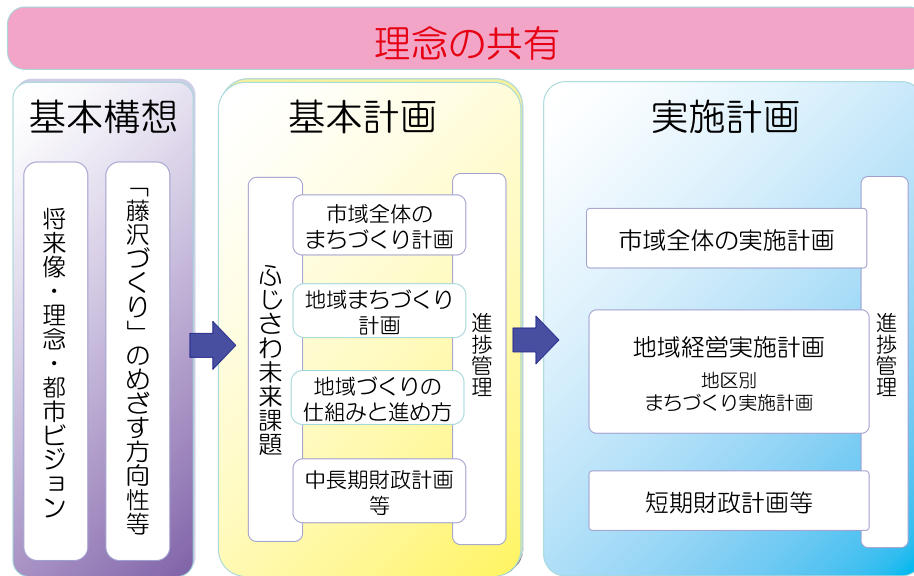 理念の共有
基本構想
将来像・理念・都市ビジョン
「藤沢づくり」のめざす方向性等
基本計画
ふじさわ未来課題
市域全体の
まちづくり計画
地域まちづくり
計画
地域づくりの
仕組みと進め方
中長期財政計画
等
進捗管理
実施計画
市域全体の実施計画
地域経営実施計画
地区別
まちづくり実施計画
短期財政計画等
進捗管理